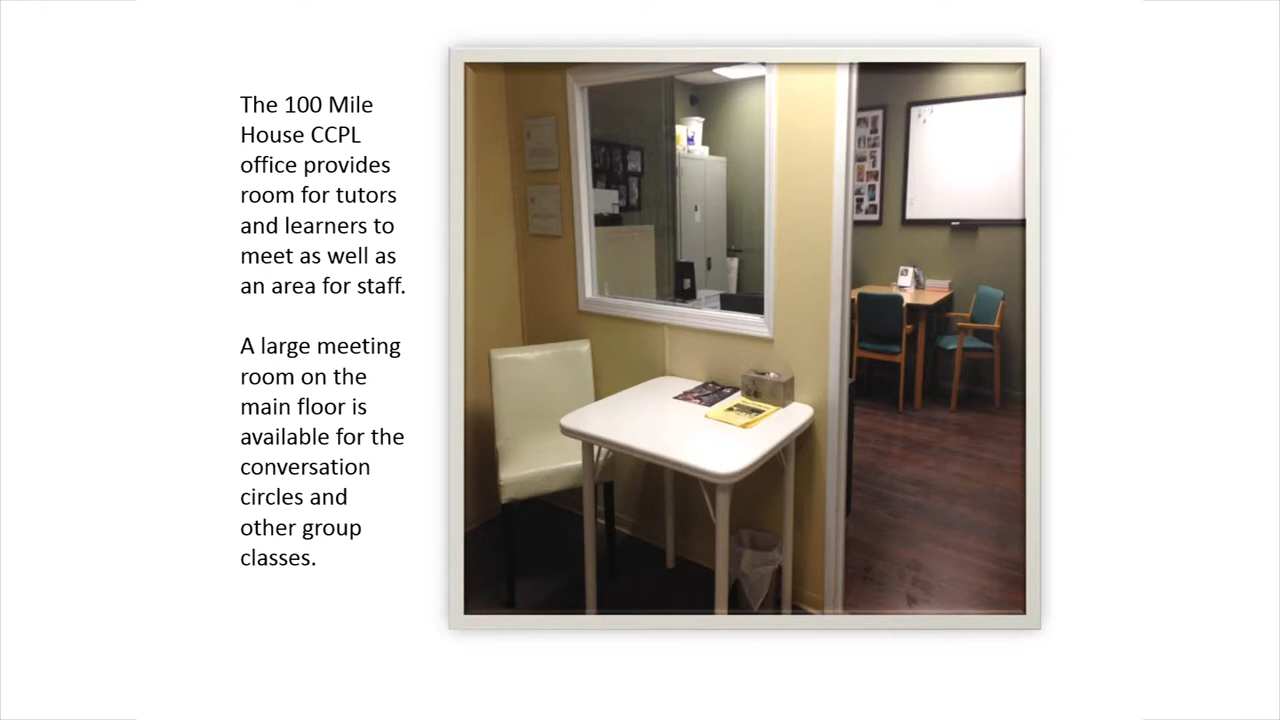 The 100 Mile
House CCPL
office provides
room for tutors
and learners to
meet as well as
an area for staff.
A large meeting
room on the
main floor is
available for the
conversation
circles and
other group
classes.